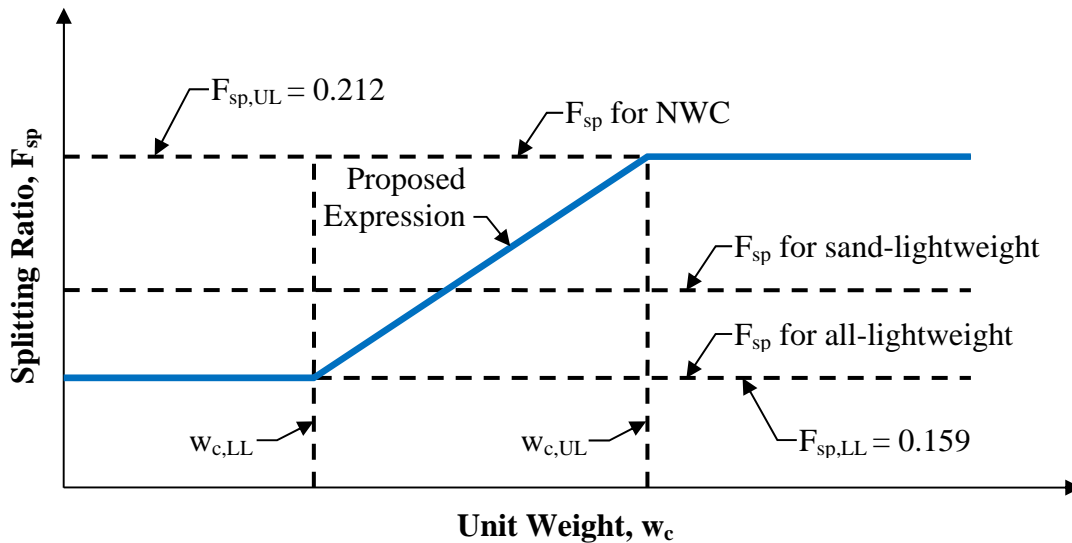 F_sp,UL = 0.212
F_sp for NWC
Proposed
Expression
F_sp for sand-lightweight
F_sp for all-lightweight
w_c,LL
w_c,UL
F_sp,LL = 0.159
Splitting Ratio, F_sp
Unit Weight, w_c